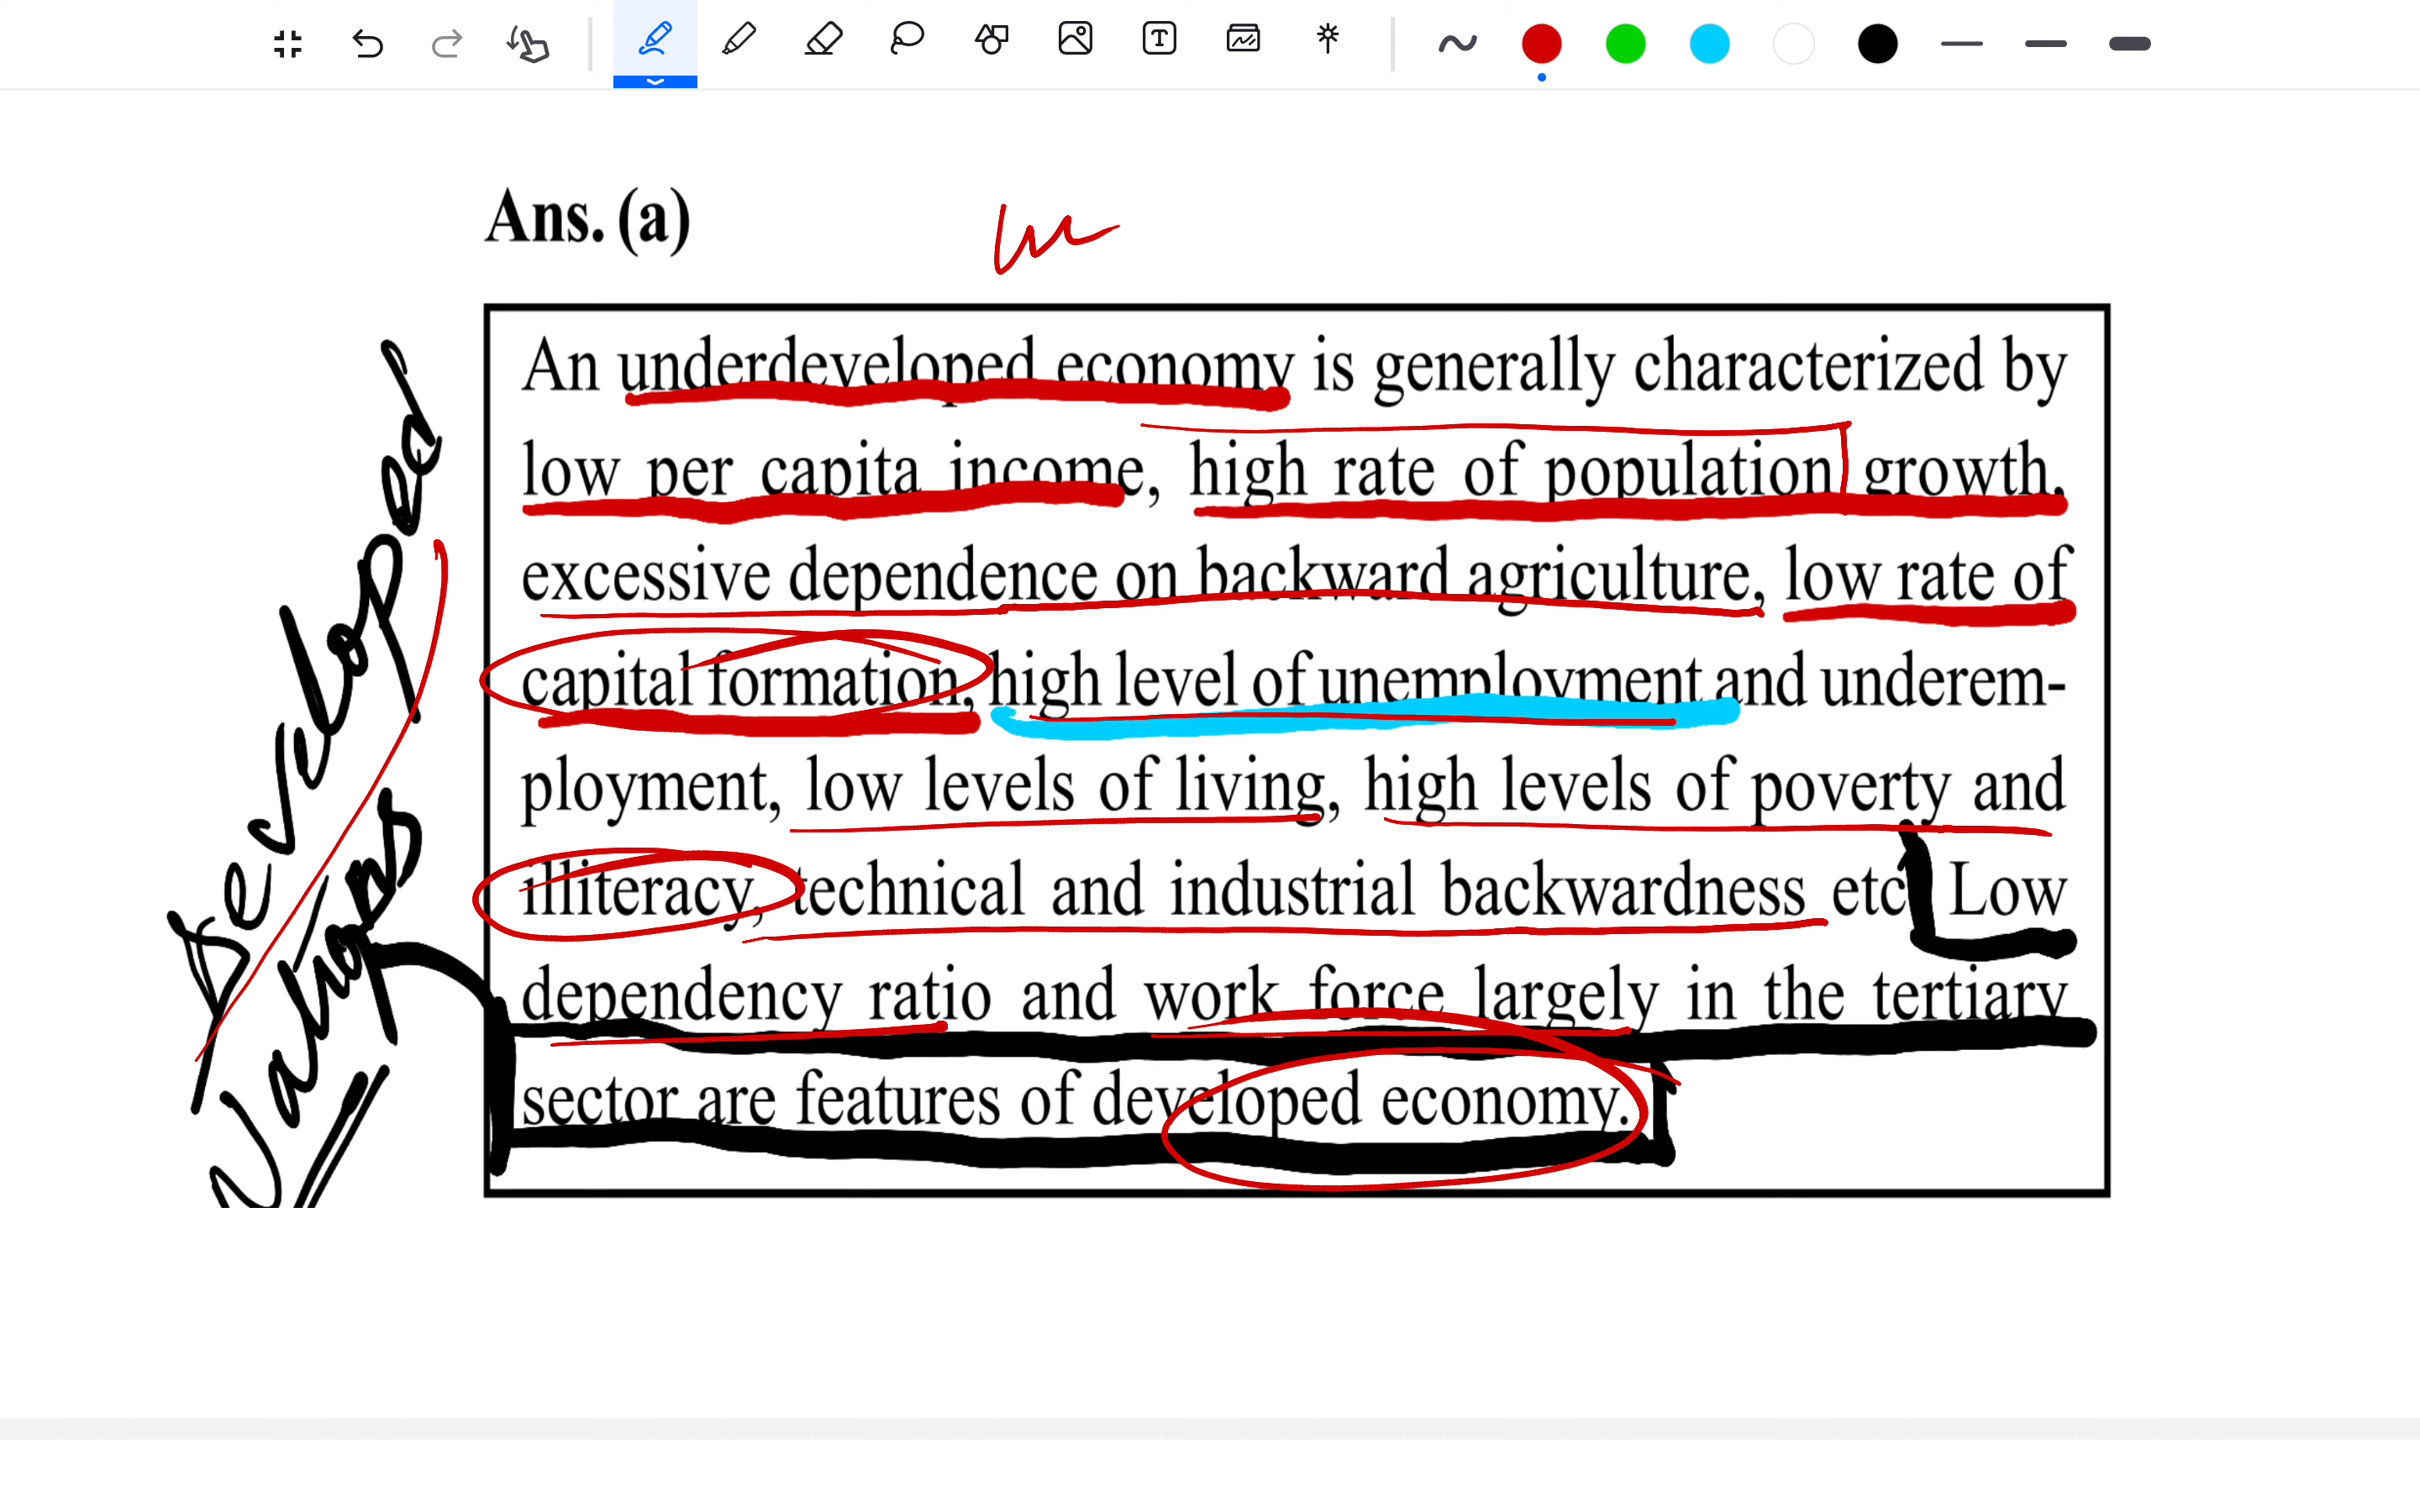 Ans. (a)
An underdeveloped economy is generally characterized by
low per capita income, high rate of population growth,
excessive dependence on backward agriculture, low rate of
capital formation, high level of unemployment and underem-
ployment, low levels of living, high levels of poverty and
illiteracy, technical and industrial backwardness etc Low
dependency ratio and work force largely in the tertiary
sector are features of developed economy.
Developed
Nations